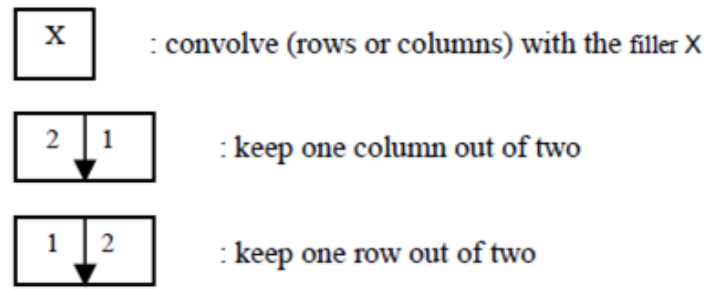 X : convolve (rows or columns) with the filler X
2 1 : keep one column out of two
1 2 : keep one row out of two